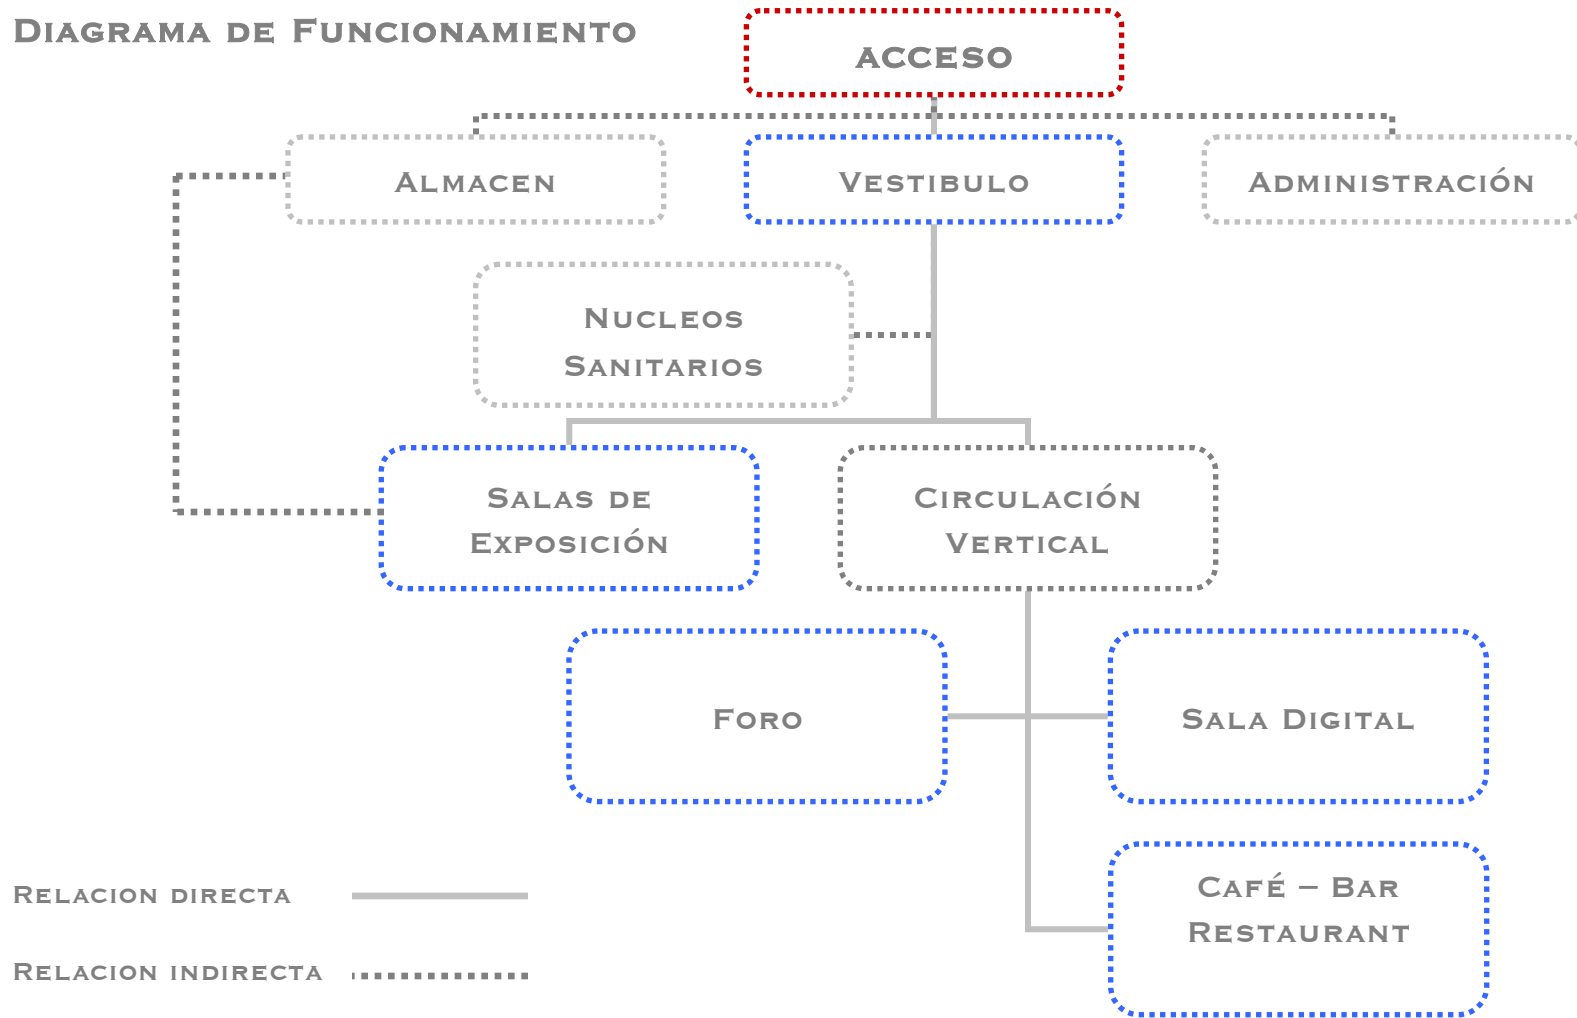 Diagrama de Funcionamiento
ACCESO
Almacen
Vestibulo
Administración
Nucleos
Sanitarios
Salas de
Exposición
Circulación
Vertical
Foro
Sala Digital
Café – Bar
Restaurant
Relacion directa
Relacion indirecta